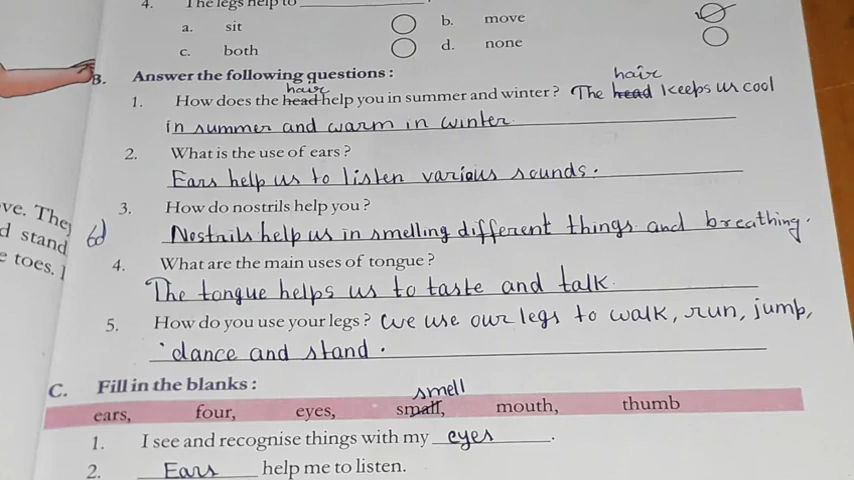 4. The legs help to
a. sit b. move
c. both d. none
B. Answer the following questions :
hair hair
1. How does the head help you in summer and winter? The head keeps us cool
in summer and warm in winter
2. What is the use of ears?
Ears help us to listen various sounds.
ve. They
3. How do nostrils help you?
d stand
Nostrils help us in smelling different things and breathing.
e toes.
4. What are the main uses of tongue?
The tongue helps us to taste and talk
5. How do you use your legs? We use our legs to walk, run, jump,
dance and stand.
C. Fill in the blanks :
smell
ears, four, eyes, small, mouth, thumb
1. I see and recognise things with my eyes.
2. Ears help me to listen.